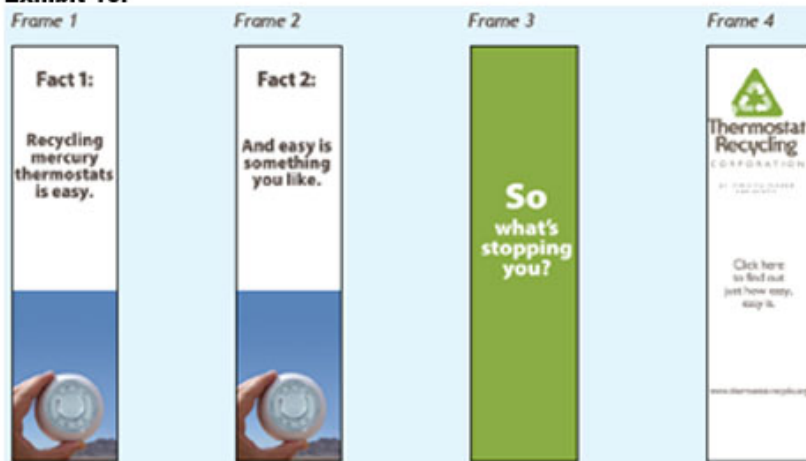 Frame 1
Frame 2
Frame 3
Frame 4
Fact 1:
Recycling
mercury
thermostats
is easy.
Fact 2:
And easy is
something
you like.
So
what's
stopping
you?
Thermostat
Recycling
CORPORATION
Click here
to find out
just how easy,
easy is.